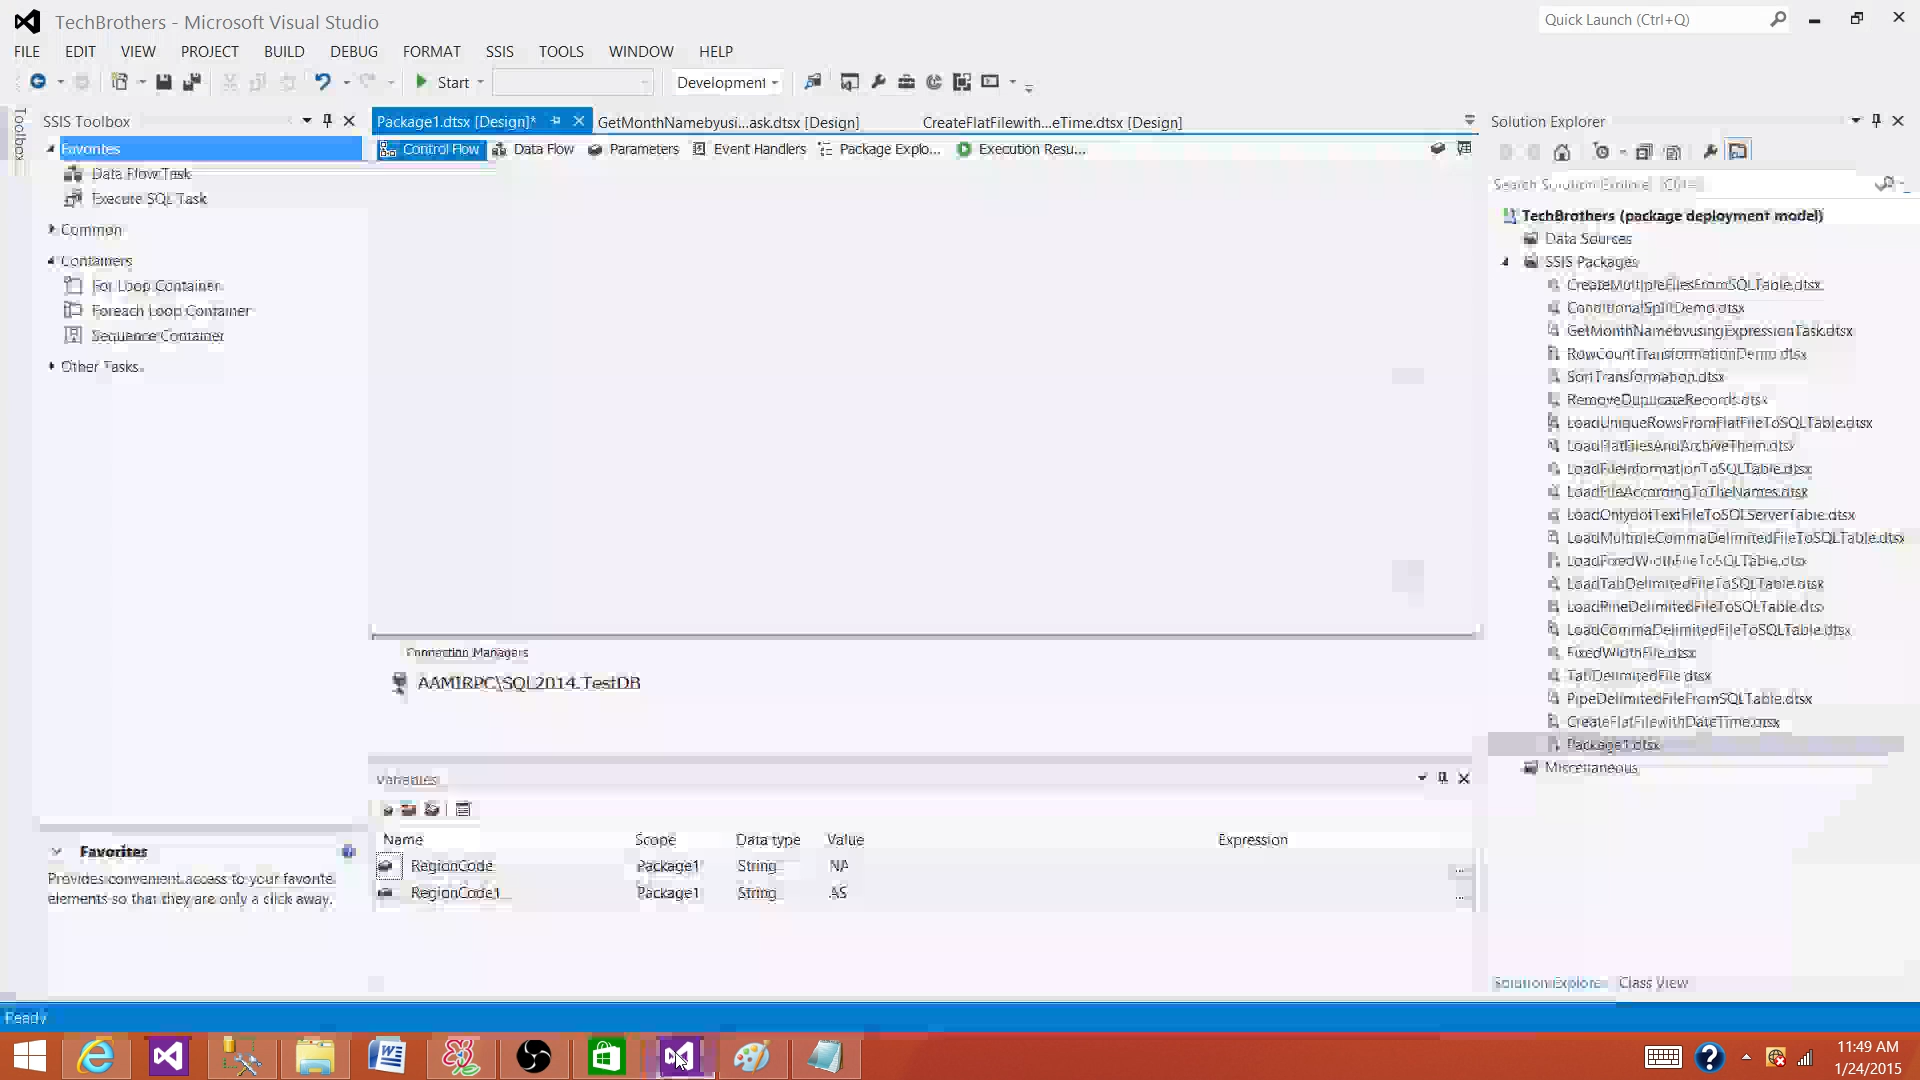 TechBrothers - Microsoft Visual Studio
Quick Launch (Ctrl+Q)
FILE EDIT VIEW PROJECT BUILD DEBUG FORMAT SSIS TOOLS WINDOW HELP
Start
Development
Toolbox
SSIS Toolbox
Favorites
Data Flow Task
Execute SQL Task
Common
Containers
For Loop Container
Foreach Loop Container
Sequence Container
Other Tasks
Favorites
Provides convenient access to your favorite
elements so that they are only a click away.
Package1.dtsx [Design]* GetMonthNamebyusi...ask.dtsx [Design] CreateFlatFilewith...eTime.dtsx [Design]
Control Flow Data Flow Parameters Event Handlers Package Explo... Execution Resu...
Connection Managers
AAMIRPC\SQL2014.TestDB
Variables
Name Scope Data type Value Expression
RegionCode Package1 String NA ...
RegionCode1 Package1 String AS ...
Solution Explorer
Search Solution Explorer (Ctrl+;)
TechBrothers (package deployment model)
Data Sources
SSIS Packages
CreateMultipleFilesFromSQLTable.dtsx
ConditionalSplitDemo.dtsx
GetMonthNamebyusingExpressionTask.dtsx
RowCountTransformationDemo.dtsx
SortTransformation.dtsx
RemoveDuplicateRecords.dtsx
LoadUniqueRowsFromFlatFileToSQLTable.dtsx
LoadFlatFilesAndArchiveThem.dtsx
LoadFileInformationToSQLTable.dtsx
LoadFileAccordingToTheNames.dtsx
LoadOnlydotTextFileToSQLServerTable.dtsx
LoadMultipleCommaDelimitedFileToSQLTable.dtsx
LoadFixedWidthFileToSQLTable.dtsx
LoadTabDelimitedFileToSQLTable.dtsx
LoadPipeDelimitedFileToSQLTable.dtsx
LoadCommaDelimitedFileToSQLTable.dtsx
FixedWidthFile.dtsx
TabDelimitedFile.dtsx
PipeDelimitedFileFromSQLTable.dtsx
CreateFlatFilewithDateTime.dtsx
Package1.dtsx
Miscellaneous
Solution Explorer Class View
Ready
11:49 AM
1/24/2015